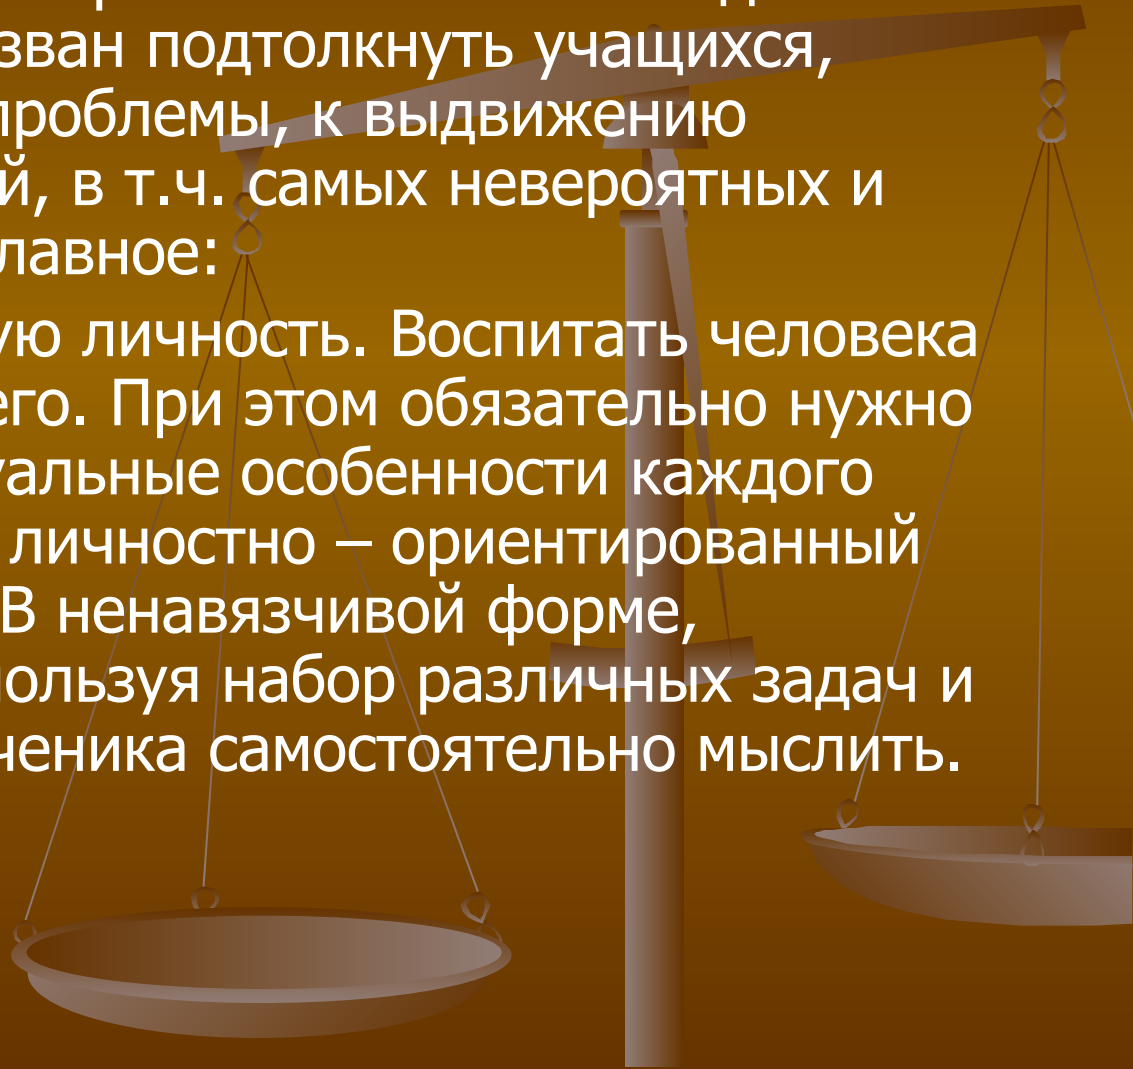 зван подтолкнуть учащихся,
проблемы, к выдвижению
й, в т.ч. самых невероятных и
лавное:
ую личность. Воспитать человека
его. При этом обязательно нужно
уальные особенности каждого
личностно – ориентированный
В ненавязчивой форме,
пользуя набор различных задач и
ченика самостоятельно мыслить.